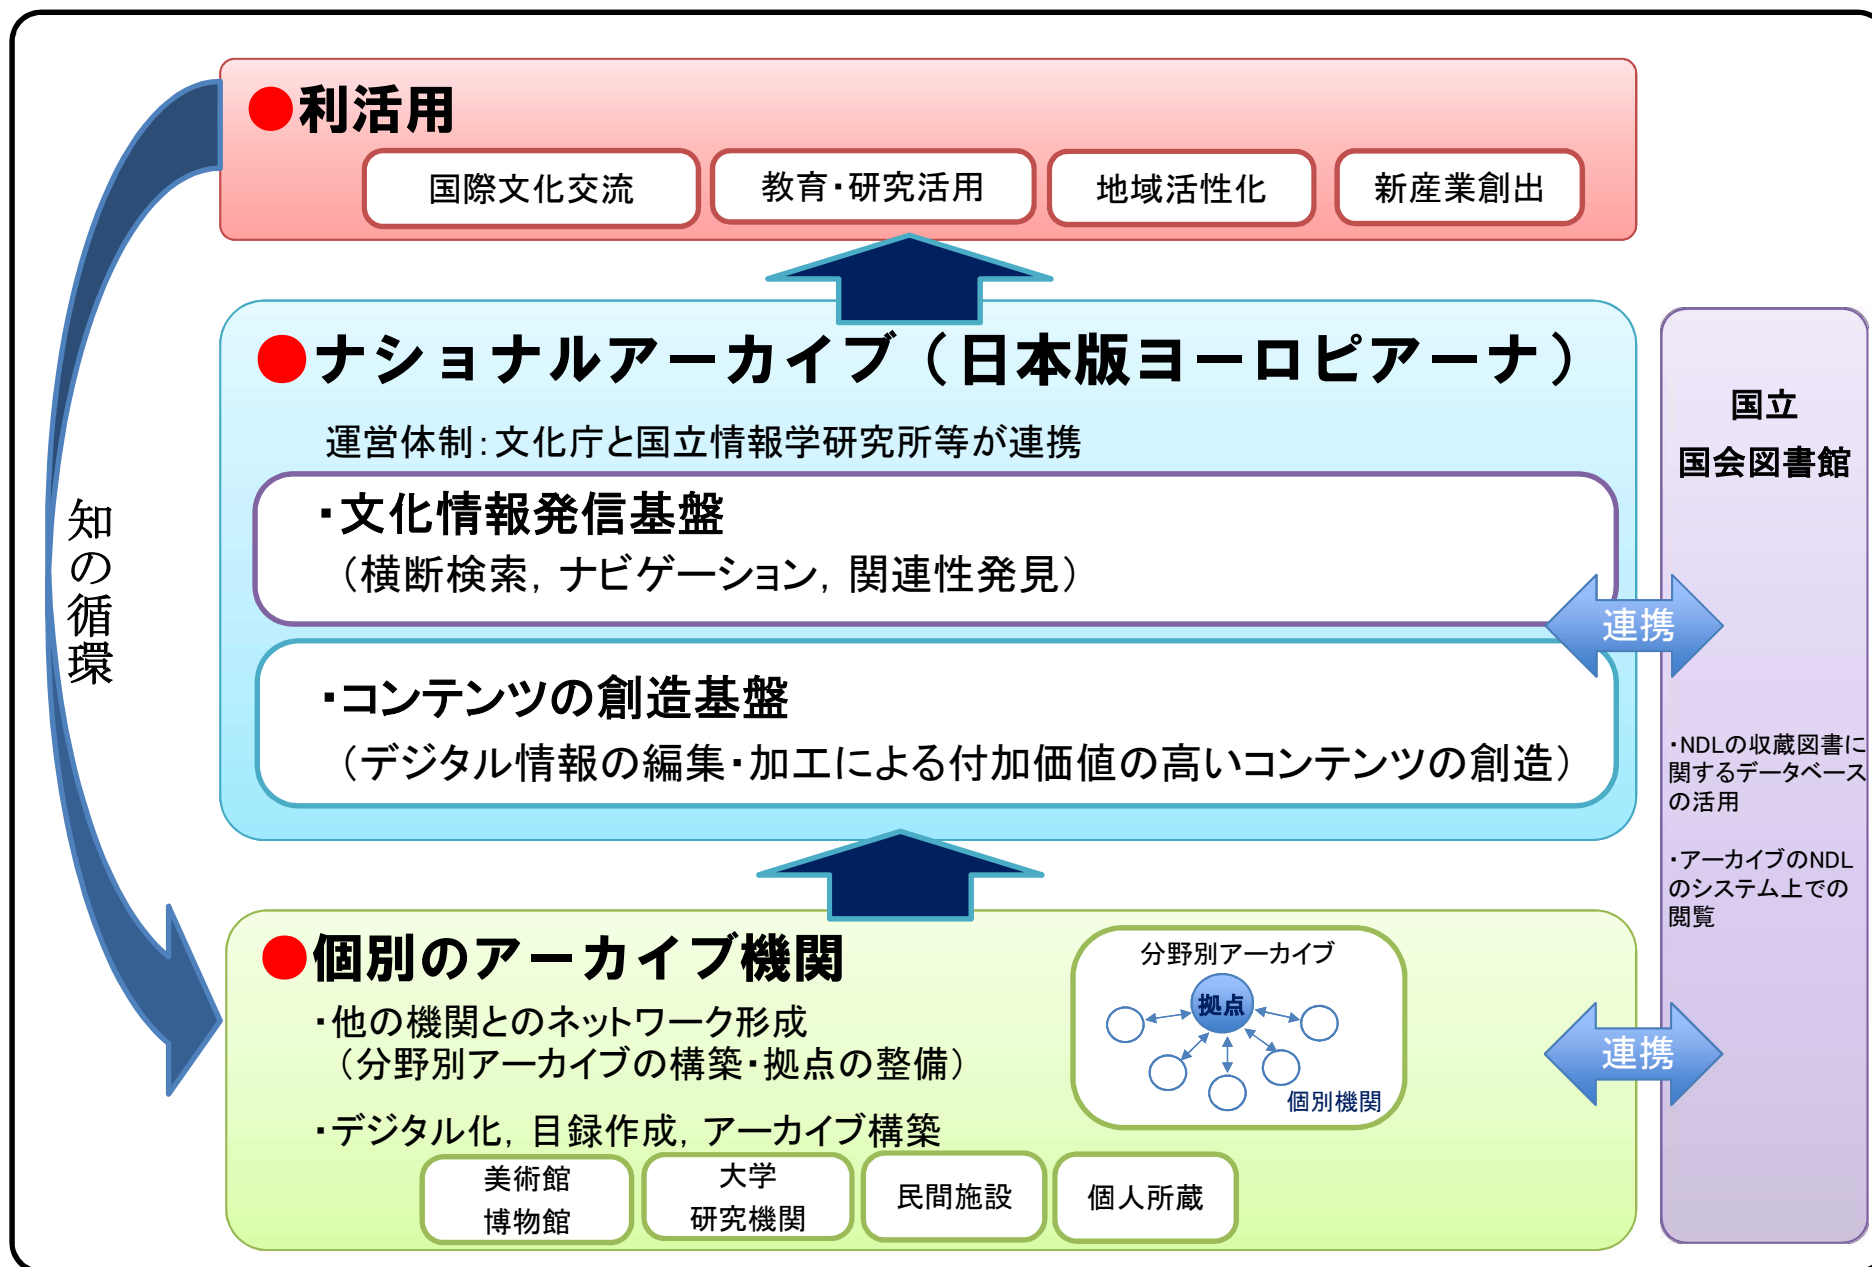 ●利活用
国際文化交流
教育・研究活用
地域活性化
新産業創出
●ナショナルアーカイブ（日本版ヨーロピアーナ）
運営体制：文化庁と国立情報学研究所等が連携
・文化情報発信基盤
（横断検索，ナビゲーション，関連性発見）
・コンテンツの創造基盤
（デジタル情報の編集・加工による付加価値の高いコンテンツの創造）
●個別のアーカイブ機関
・他の機関とのネットワーク形成
（分野別アーカイブの構築・拠点の整備）
・デジタル化，目録作成，アーカイブ構築
美術館
博物館
大学
研究機関
民間施設
個人所蔵
分野別アーカイブ
拠点
個別機関
知の循環
国立
国会図書館
連携
・NDLの収蔵図書に
関するデータベース
の活用
・アーカイブのNDL
のシステム上での
閲覧
連携